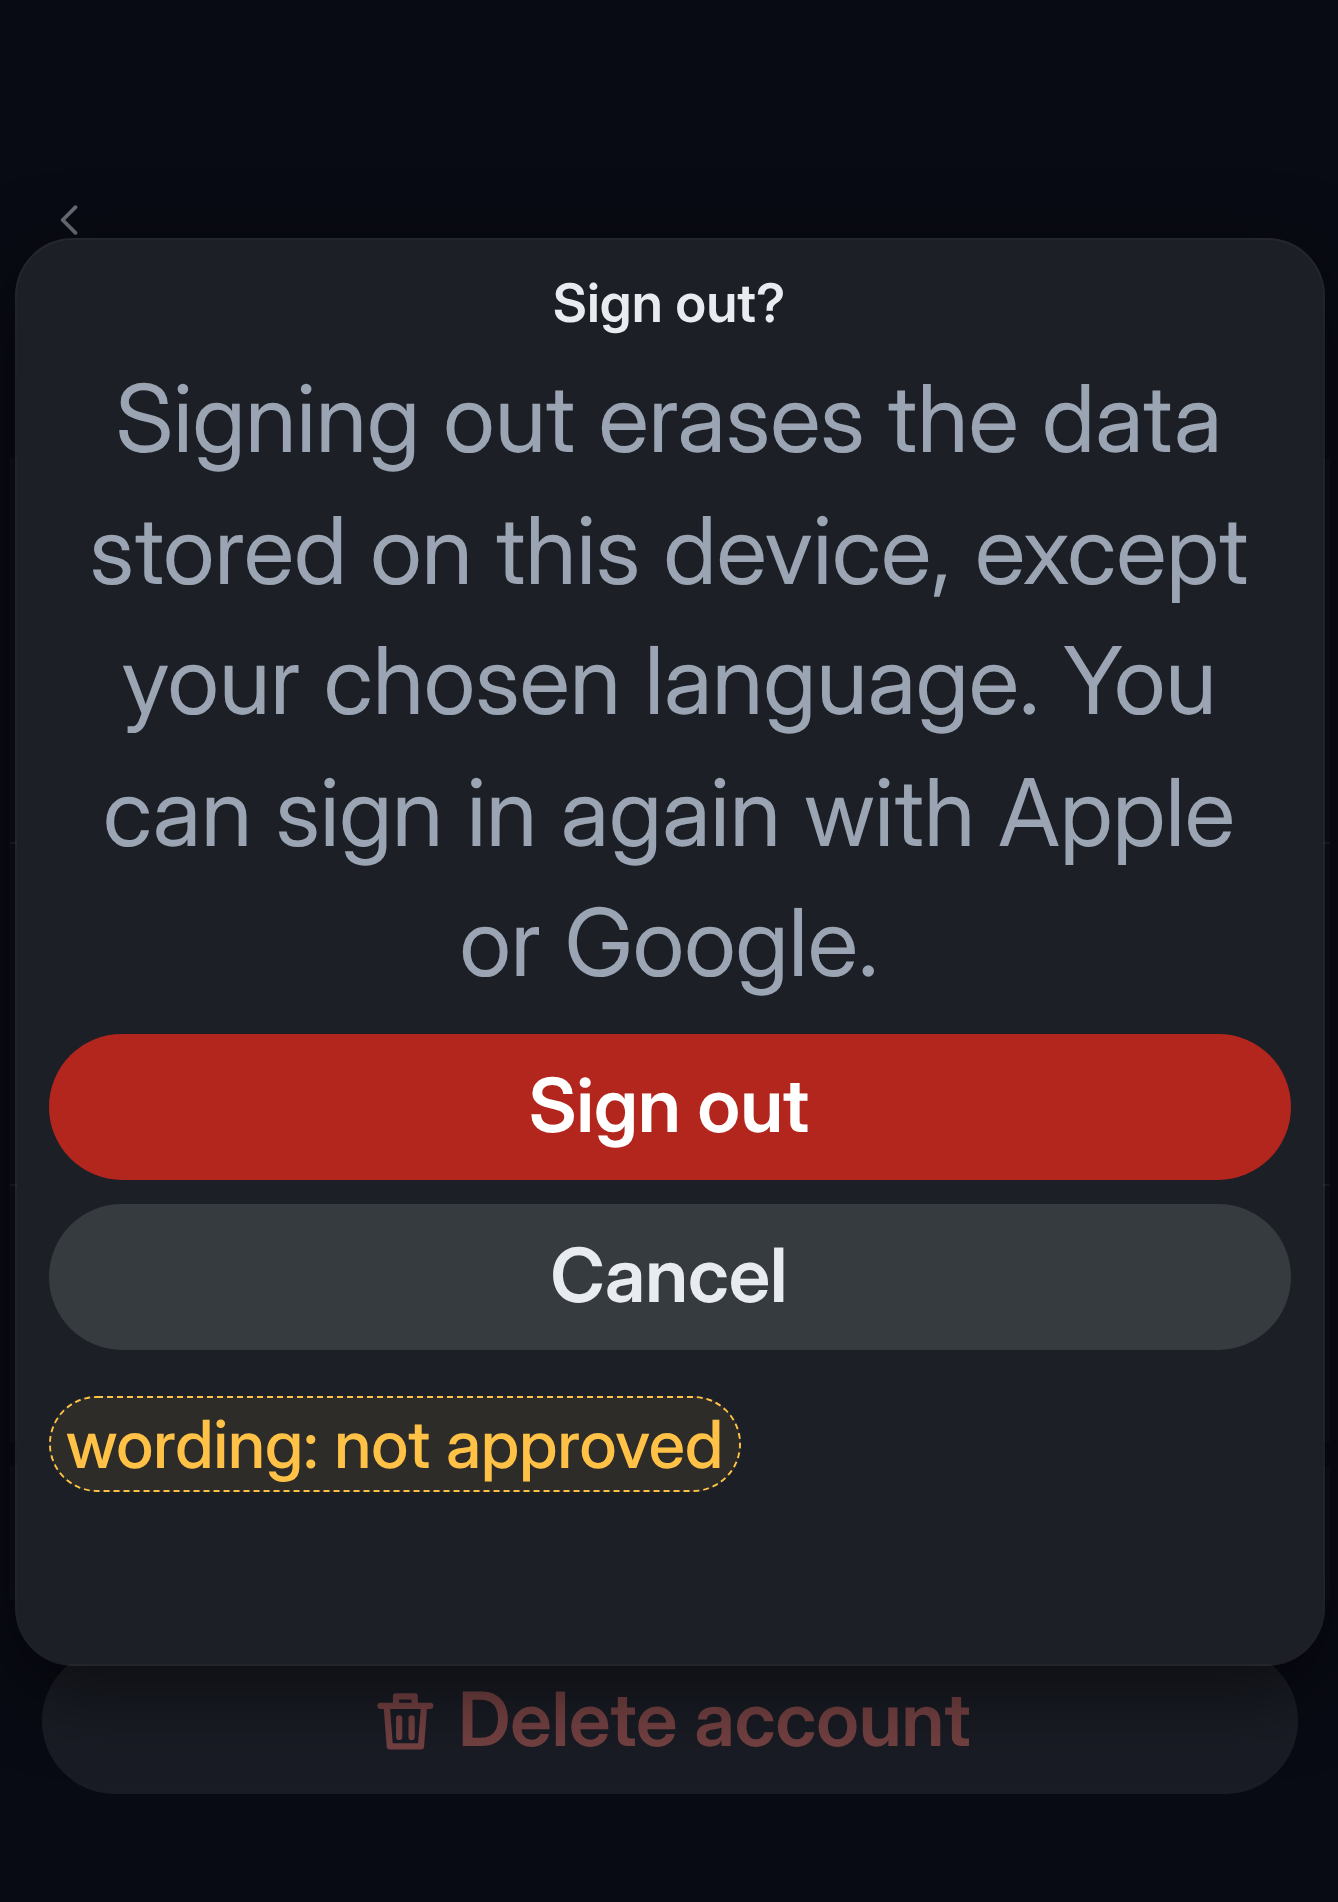 Sign out?
Signing out erases the data
stored on this device, except
your chosen language. You
can sign in again with Apple
or Google.
Sign out
Cancel
wording: not approved
Delete account